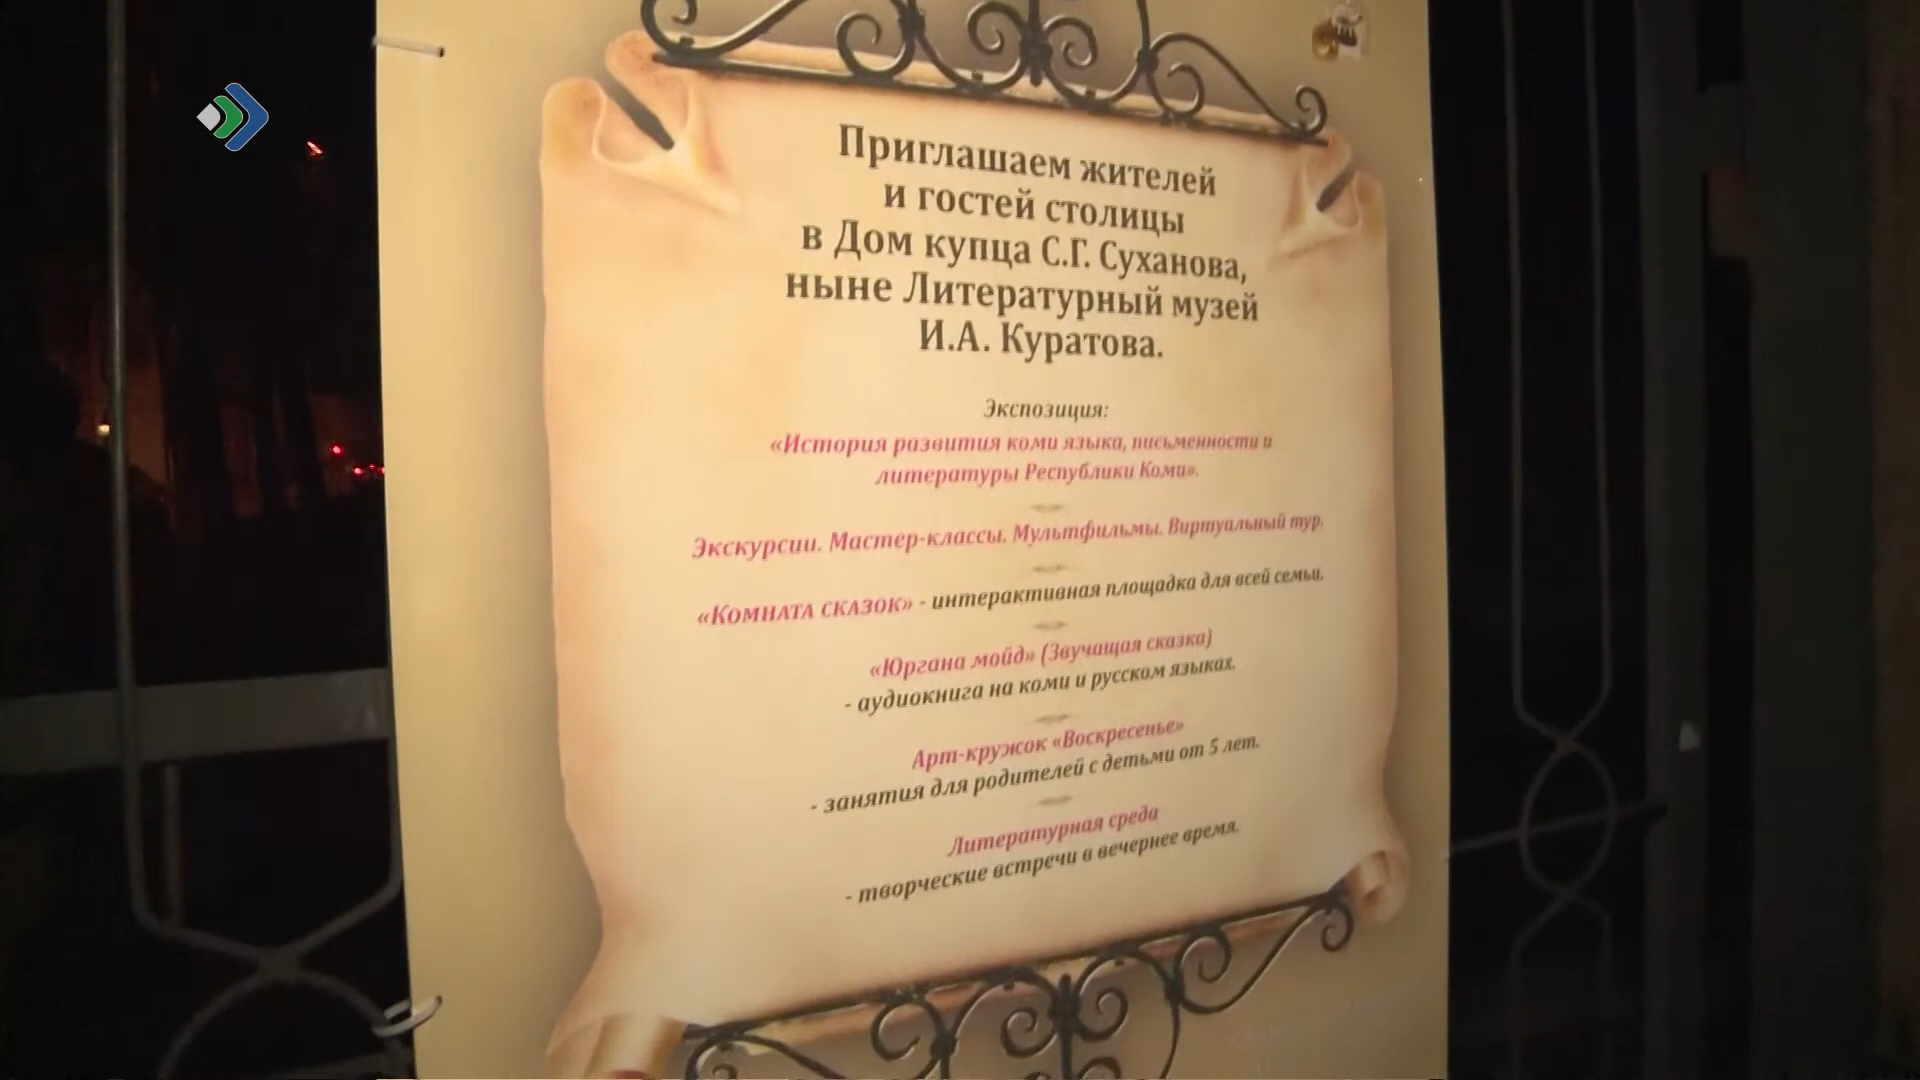 Приглашаем жителей
и гостей столицы
в Дом купца С.Г. Суханова,
ныне Литературный музей
И.А. Куратова.
Экспозиция:
«История развития коми языка, письменности и
литературы Республики Коми».
Экскурсии. Мастер-классы. Мультфильмы. Виртуальный тур.
«Комната сказок» - интерактивная площадка для всей семьи.
«Юргана мойд» (Звучащая сказка)
- аудиокнига на коми и русском языках.
Арт-кружок «Воскресенье»
- занятия для родителей с детьми от 5 лет.
Литературная среда
- творческие встречи в вечернее время.